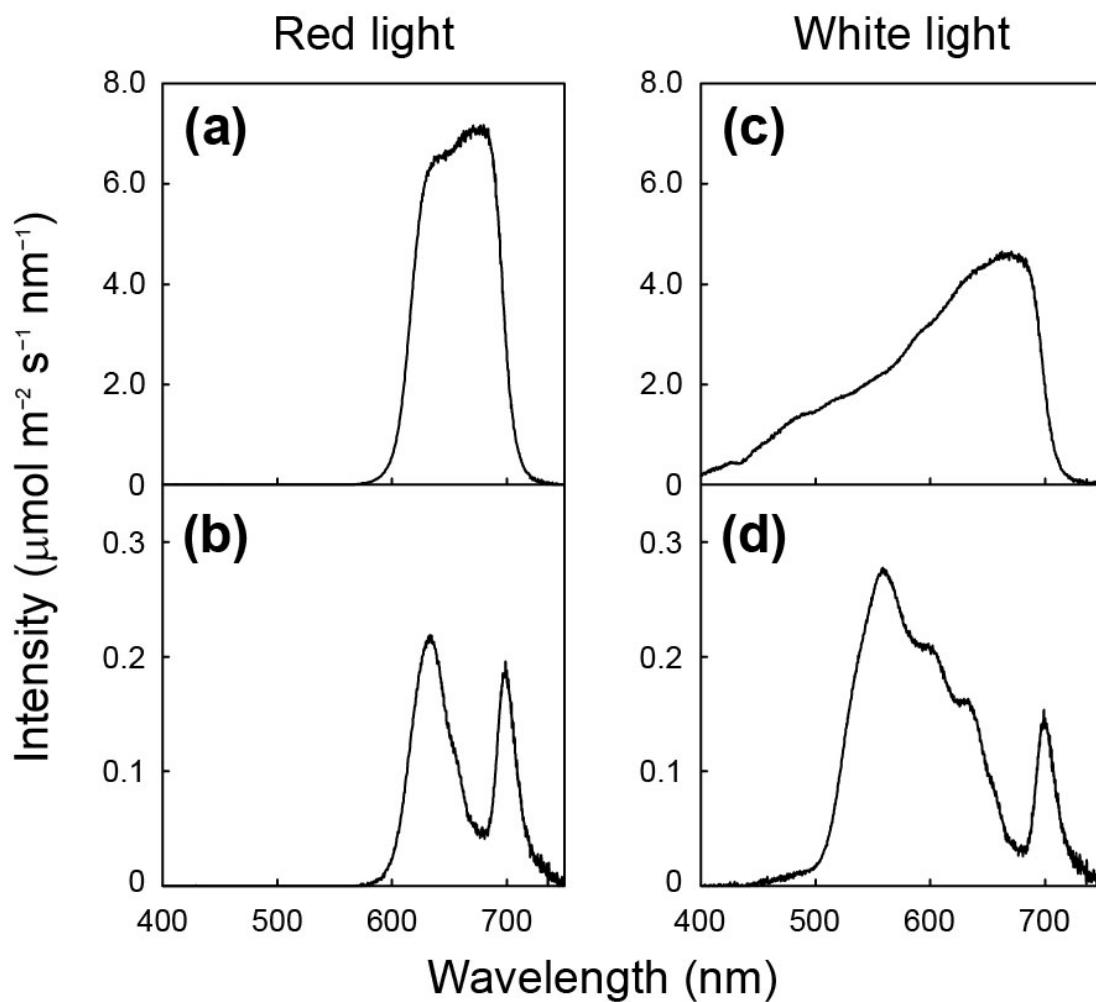 Red light
White light
Intensity (μmol m⁻² s⁻¹ nm⁻¹)
(a)
8.0
6.0
4.0
2.0
0
(c)
8.0
6.0
4.0
2.0
0
(b)
0.3
0.2
0.1
0
400 500 600 700
(d)
0.3
0.2
0.1
0
400 500 600 700
Wavelength (nm)